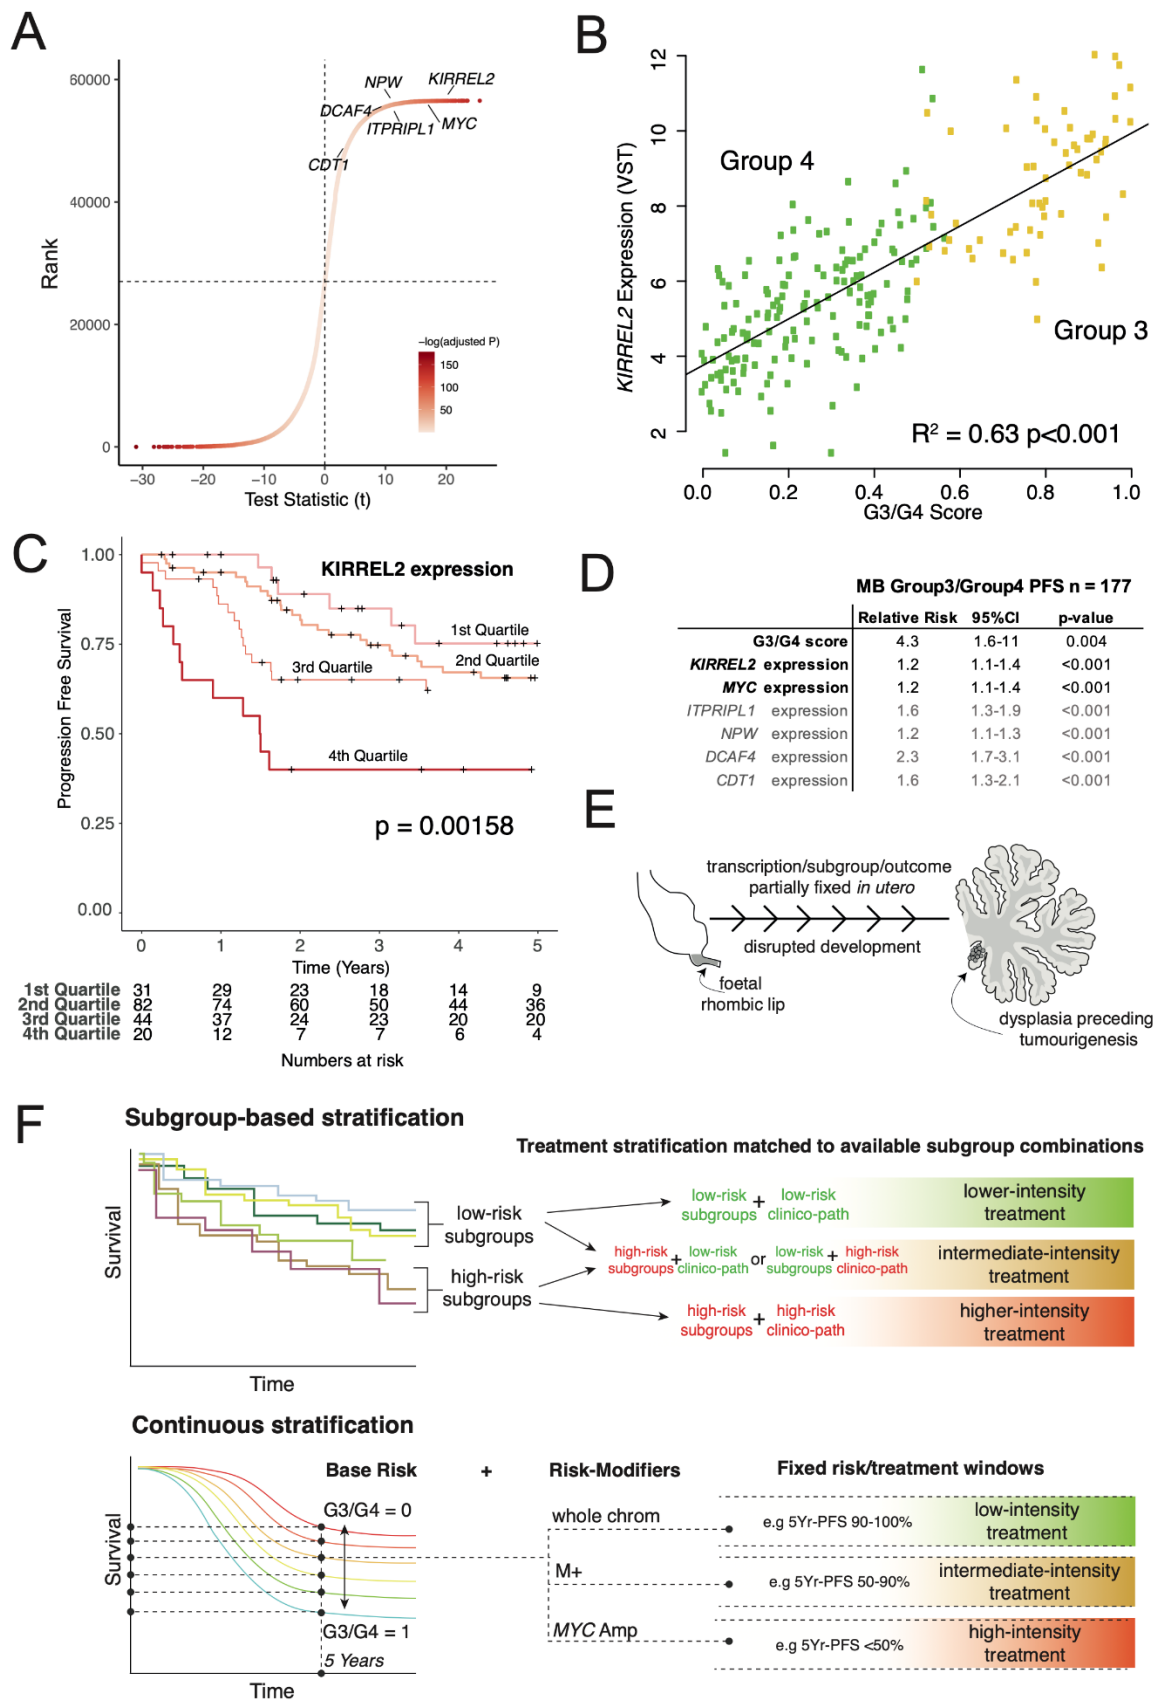 A
60000
40000
20000
0
Rank
NPW
KIRREL2
DCAF4
ITPRIPL1
MYC
CDT1
−log(adjusted P)
150
100
50
−30
−20
−10
0
10
20
Test Statistic (t)
B
KIRREL2 Expression (VST)
12
10
8
6
4
2
Group 4
Group 3
R² = 0.63 p<0.001
0.0
0.2
0.4
0.6
0.8
1.0
G3/G4 Score
C
Progression Free Survival
1.00
0.75
0.50
0.25
0.00
KIRREL2 expression
1st Quartile
2nd Quartile
3rd Quartile
4th Quartile
p = 0.00158
0 1 2 3 4 5
Time (Years)
1st Quartile 31 29 23 18 14 9
2nd Quartile 82 74 60 50 44 36
3rd Quartile 44 37 24 23 20 20
4th Quartile 20 12 7 7 6 4
Numbers at risk
D
MB Group3/Group4 PFS n = 177
Relative Risk 95%CI p-value
G3/G4 score 4.3 1.6-11 0.004
KIRREL2 expression 1.2 1.1-1.4 <0.001
MYC expression 1.2 1.1-1.4 <0.001
ITPRIPL1 expression 1.6 1.3-1.9 <0.001
NPW expression 1.2 1.1-1.3 <0.001
DCAF4 expression 2.3 1.7-3.1 <0.001
CDT1 expression 1.6 1.3-2.1 <0.001
E
transcription/subgroup/outcome
partially fixed in utero
disrupted development
foetal
rhombic lip
dysplasia preceding
tumourigenesis
F
Subgroup-based stratification
Treatment stratification matched to available subgroup combinations
Survival
Time
low-risk
subgroups
high-risk
subgroups
low-risk + low-risk
subgroups clinico-path
lower-intensity
treatment
high-risk + low-risk or low-risk + high-risk
subgroups clinico-path subgroups clinico-path
intermediate-intensity
treatment
high-risk + high-risk
subgroups clinico-path
higher-intensity
treatment
Continuous stratification
Base Risk + Risk-Modifiers Fixed risk/treatment windows
Survival
G3/G4 = 0
G3/G4 = 1
5 Years
Time
whole chrom
M+
MYC Amp
e.g 5Yr-PFS 90-100%
low-intensity
treatment
e.g 5Yr-PFS 50-90%
intermediate-intensity
treatment
e.g 5Yr-PFS <50%
high-intensity
treatment